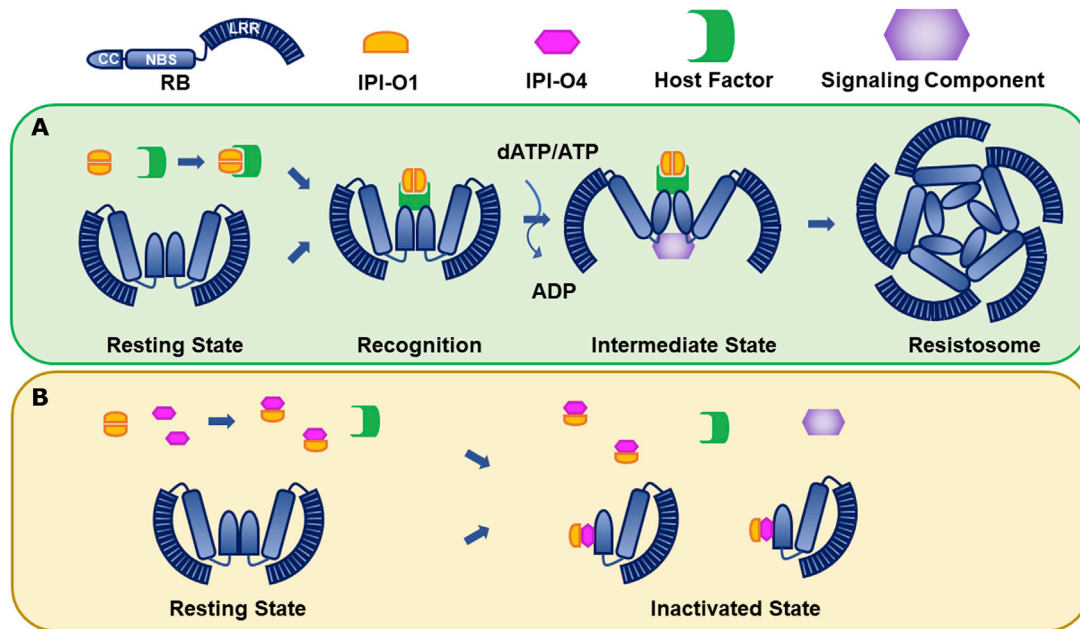 CC NBS LRR
RB
IPI-O1
IPI-O4
Host Factor
Signaling Component
A
dATP/ATP
ADP
Resting State
Recognition
Intermediate State
Resistosome
B
Resting State
Inactivated State